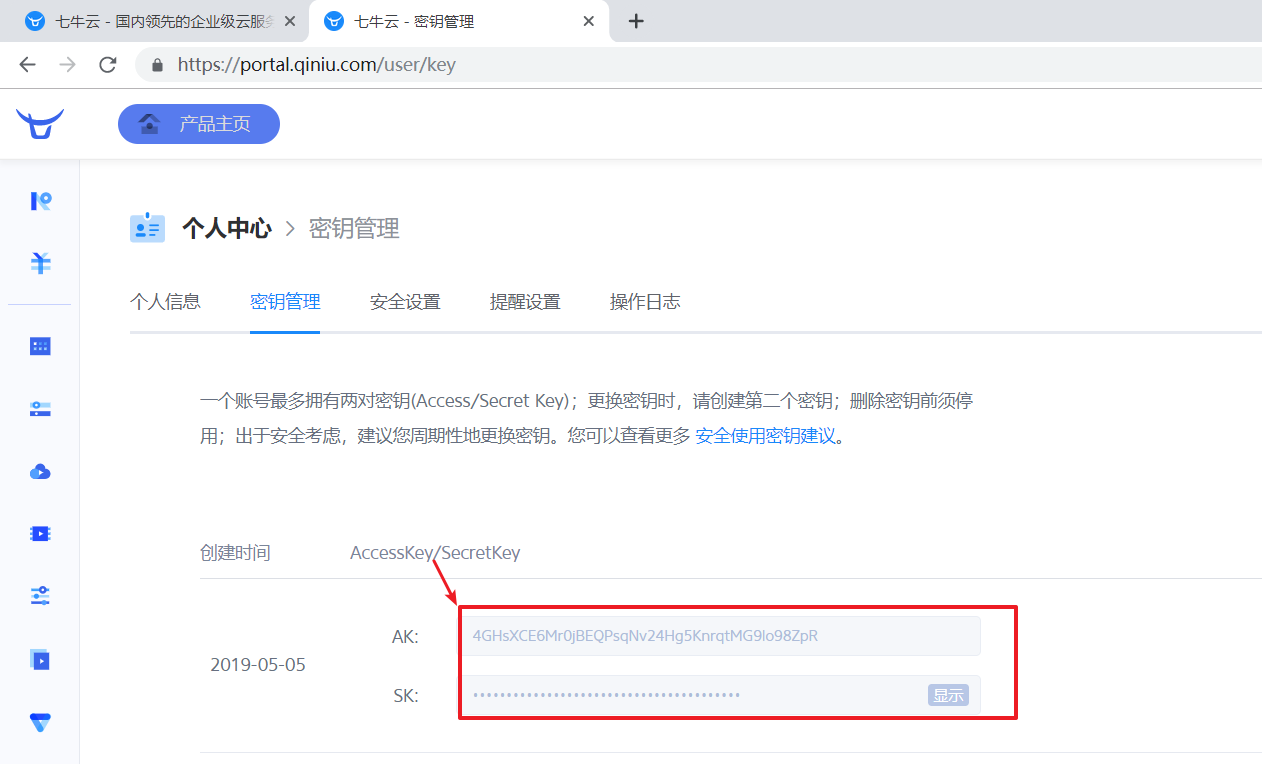 七牛云 - 国内领先的企业级云服
七牛云 - 密钥管理
https://portal.qiniu.com/user/key
产品主页
个人中心 > 密钥管理
个人信息 密钥管理 安全设置 提醒设置 操作日志
一个账号最多拥有两对密钥(Access/Secret Key)；更换密钥时，请创建第二个密钥；删除密钥前须停
用；出于安全考虑，建议您周期性地更换密钥。您可以查看更多 安全使用密钥建议。
创建时间 AccessKey/SecretKey
AK: 4GHsXCE6Mr0jBEQPsqNv24Hg5KnrqtMG9lo98ZpR
2019-05-05
SK: 显示